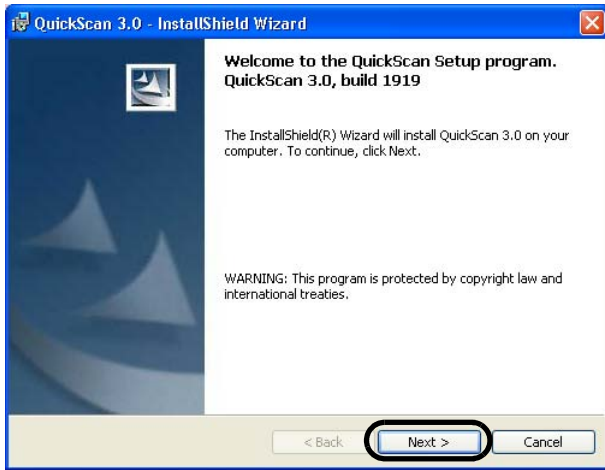 QuickScan 3.0 - InstallShield Wizard
Welcome to the QuickScan Setup program.
QuickScan 3.0, build 1919
The InstallShield(R) Wizard will install QuickScan 3.0 on your
computer. To continue, click Next.
WARNING: This program is protected by copyright law and
international treaties.
< Back
Next >
Cancel